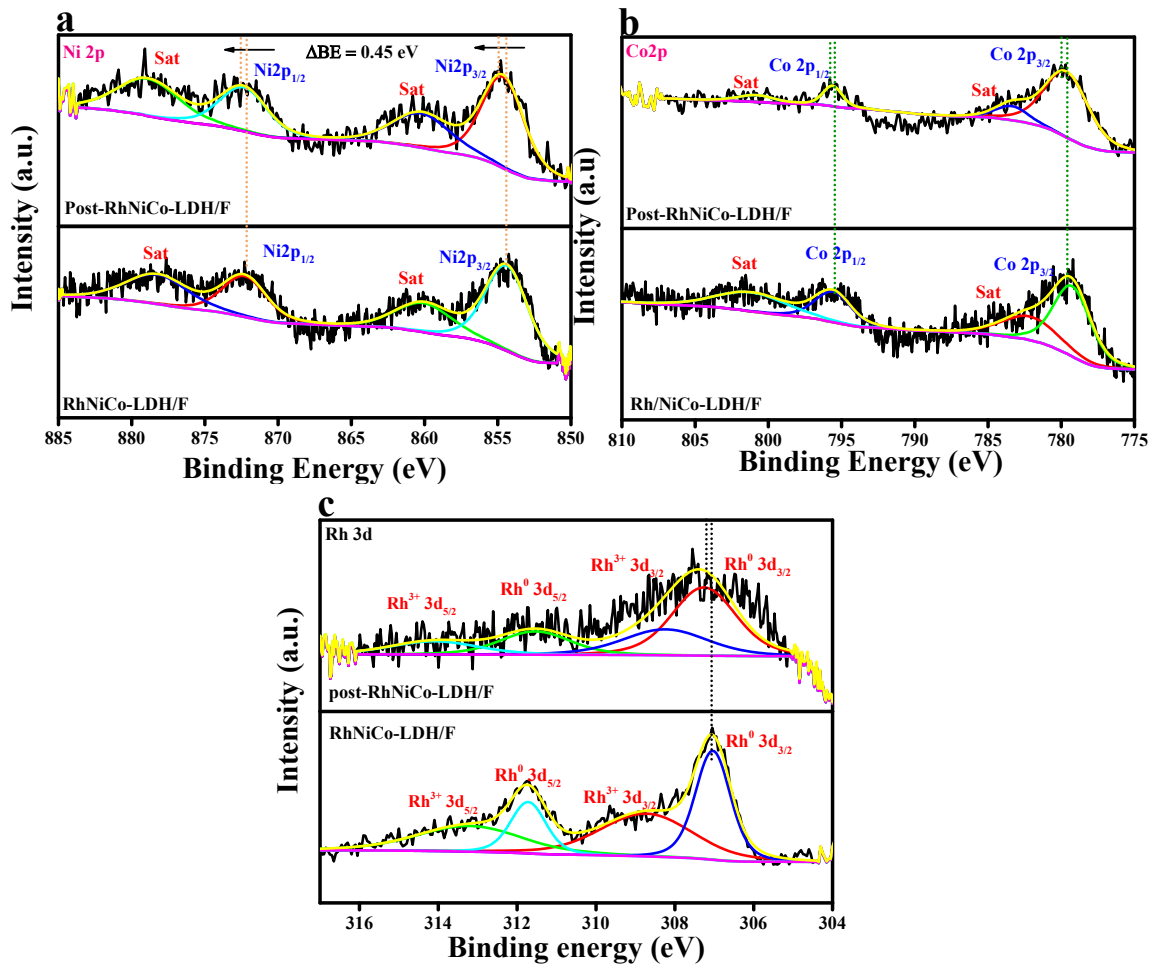 a
Ni 2p
Sat
ΔBE = 0.45 eV
Ni2p1/2
Ni2p3/2
Sat
Post-RhNiCo-LDH/F
Sat
Ni2p1/2
Sat
Ni2p3/2
RhNiCo-LDH/F
Intensity (a.u.)
885 880 875 870 865 860 855 850
Binding Energy (eV)
b
Co2p
Sat
Co 2p1/2
Co 2p3/2
Sat
Post-RhNiCo-LDH/F
Sat
Co 2p1/2
Co 2p3/2
Sat
Rh/NiCo-LDH/F
Intensity (a.u)
810 805 800 795 790 785 780 775
Binding Energy (eV)
c
Rh 3d
Rh3+ 3d5/2
Rh0 3d5/2
Rh3+ 3d3/2
Rh0 3d3/2
post-RhNiCo-LDH/F
RhNiCo-LDH/F
Rh3+ 3d5/2
Rh0 3d5/2
Rh3+ 3d3/2
Rh0 3d3/2
Intensity (a.u.)
316 314 312 310 308 306 304
Binding energy (eV)